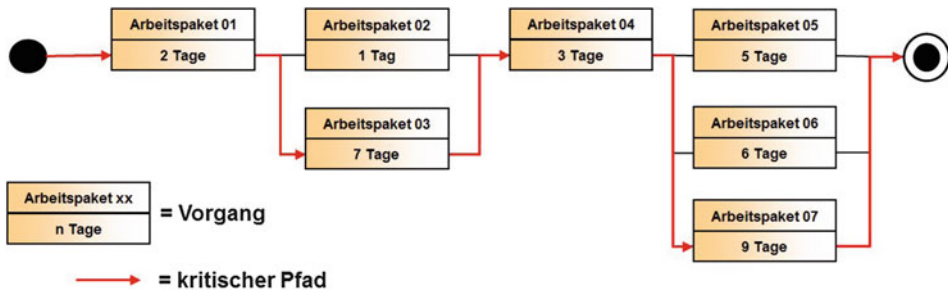 Arbeitspaket 01
2 Tage
Arbeitspaket 02
1 Tag
Arbeitspaket 03
7 Tage
Arbeitspaket 04
3 Tage
Arbeitspaket 05
5 Tage
Arbeitspaket 06
6 Tage
Arbeitspaket 07
9 Tage
Arbeitspaket xx
n Tage
= Vorgang
= kritischer Pfad